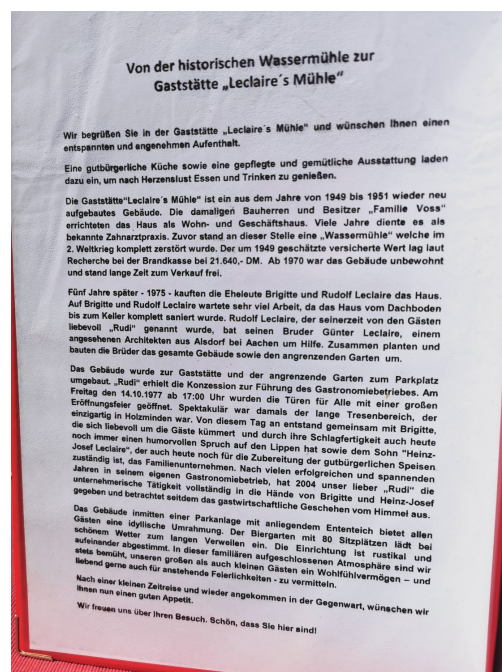 Von der historischen Wassermühle zur
Gaststätte „Leclaire´s Mühle“
Wir begrüßen Sie in der Gaststätte „Leclaire´s Mühle“ und wünschen Ihnen einen
entspannten und angenehmen Aufenthalt.
Eine gutbürgerliche Küche sowie eine gepflegte und gemütliche Ausstattung laden
dazu ein, um nach Herzenslust Essen und Trinken zu genießen.
Die Gaststätte“Leclaire´s Mühle“ ist ein aus dem Jahre von 1949 bis 1951 wieder neu
aufgebautes Gebäude. Die damaligen Bauherren und Besitzer „Familie Voss“
errichteten das Haus als Wohn- und Geschäftshaus. Viele Jahre diente es als
bekannte Zahnarztpraxis. Zuvor stand an dieser Stelle eine „Wassermühle“ welche im
2. Weltkrieg komplett zerstört wurde. Der um 1949 geschätzte versicherte Wert lag laut
Recherche bei der Brandkasse bei 21.640,- DM. Ab 1970 war das Gebäude unbewohnt
und stand lange Zeit zum Verkauf frei.
Fünf Jahre später - 1975 - kauften die Eheleute Brigitte und Rudolf Leclaire das Haus.
Auf Brigitte und Rudolf Leclaire wartete sehr viel Arbeit, da das Haus vom Dachboden
bis zum Keller komplett saniert wurde. Rudolf Leclaire, der seinerzeit von den Gästen
liebevoll „Rudi“ genannt wurde, bat seinen Bruder Günter Leclaire, einem
angesehenen Architekten aus Alsdorf bei Aachen um Hilfe. Zusammen planten und
bauten die Brüder das gesamte Gebäude sowie den angrenzenden Garten um.
Das Gebäude wurde zur Gaststätte und der angrenzende Garten zum Parkplatz
umgebaut. „Rudi“ erhielt die Konzession zur Führung des Gastronomiebetriebes. Am
Freitag den 14.10.1977 ab 17:00 Uhr wurden die Türen für Alle mit einer großen
Eröffnungsfeier geöffnet. Spektakulär war damals der lange Tresenbereich, der
einzigartig in Holzminden war. Von diesem Tag an entstand gemeinsam mit Brigitte,
die sich liebevoll um die Gäste kümmert und durch ihre Schlagfertigkeit auch heute
noch immer einen humorvollen Spruch auf den Lippen hat sowie dem Sohn "Heinz-
Josef Leclaire", der auch heute noch für die Zubereitung der gutbürgerlichen Speisen
zuständig ist, das Familienunternehmen. Nach vielen erfolgreichen und spannenden
Jahren in seinem eigenen Gastronomiebetrieb, hat 2004 unser lieber „Rudi“ die
unternehmerische Tätigkeit vollständig in die Hände von Brigitte und Heinz-Josef
gegeben und betrachtet seitdem das gastwirtschaftliche Geschehen vom Himmel aus.
Das Gebäude inmitten einer Parkanlage mit anliegendem Ententeich bietet allen
Gästen eine idyllische Umrahmung. Der Biergarten mit 80 Sitzplätzen lädt bei
schönem Wetter zum langen Verweilen ein. Die Einrichtung ist rustikal und
aufeinander abgestimmt. In dieser familiären aufgeschlossenen Atmosphäre sind wir
stets bemüht, unseren großen als auch kleinen Gästen ein Wohlfühlvermögen – und
liebend gerne auch für anstehende Feierlichkeiten - zu vermitteln.
Nach einer kleinen Zeitreise und wieder angekommen in der Gegenwart, wünschen wir
Ihnen nun einen guten Appetit.
Wir freuen uns über Ihren Besuch. Schön, dass Sie hier sind!